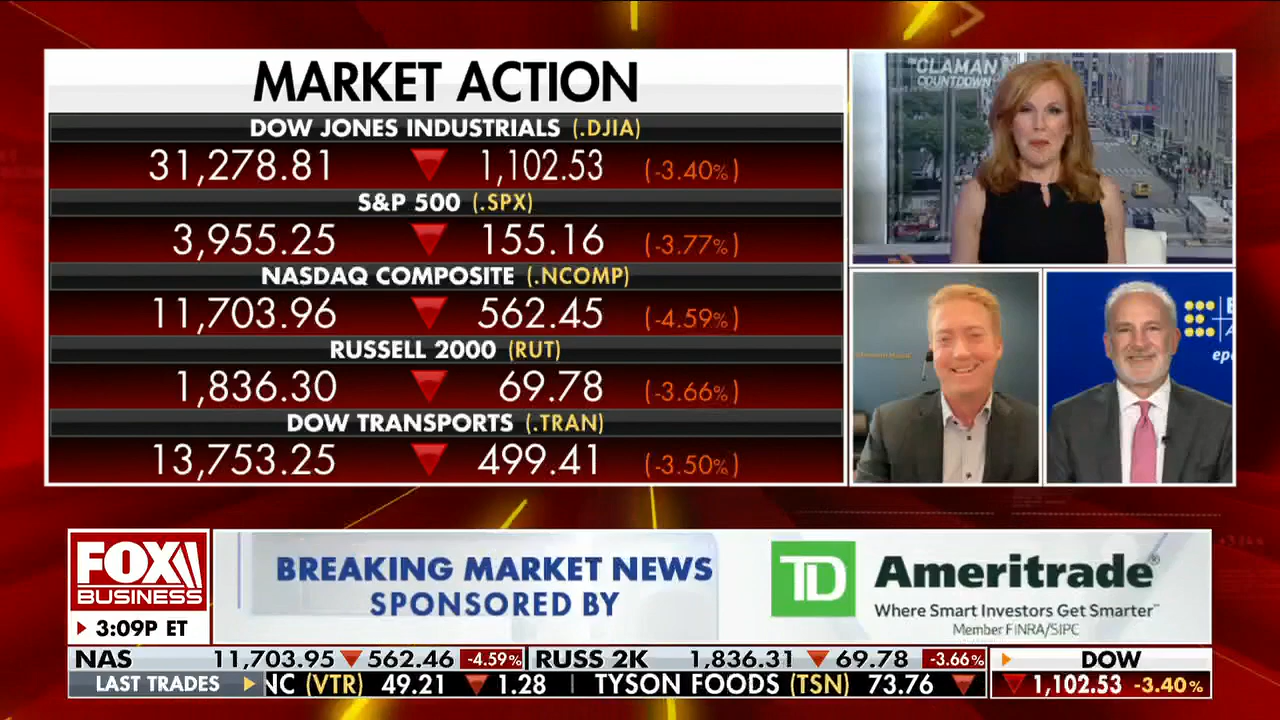 MARKET ACTION
DOW JONES INDUSTRIALS (.DJIA)
31,278.81 ▼ 1,102.53 (-3.40%)
S&P 500 (.SPX)
3,955.25 ▼ 155.16 (-3.77%)
NASDAQ COMPOSITE (.NCOMP)
11,703.96 ▼ 562.45 (-4.59%)
RUSSELL 2000 (RUT)
1,836.30 ▼ 69.78 (-3.66%)
DOW TRANSPORTS (.TRAN)
13,753.25 ▼ 499.41 (-3.50%)
THE
CLAMAN
COUNTDOWN
FOX
BUSINESS
3:09P ET
BREAKING MARKET NEWS
SPONSORED BY
TD Ameritrade®
Where Smart Investors Get Smarter™
Member FINRA/SIPC
NAS 11,703.95 ▼ 562.46 -4.59% RUSS 2K 1,836.31 ▼ 69.78 -3.66%
DOW
▼ 1,102.53 -3.40%
LAST TRADES NC (VTR) 49.21 ▼ 1.28 | TYSON FOODS (TSN) 73.76 ▼